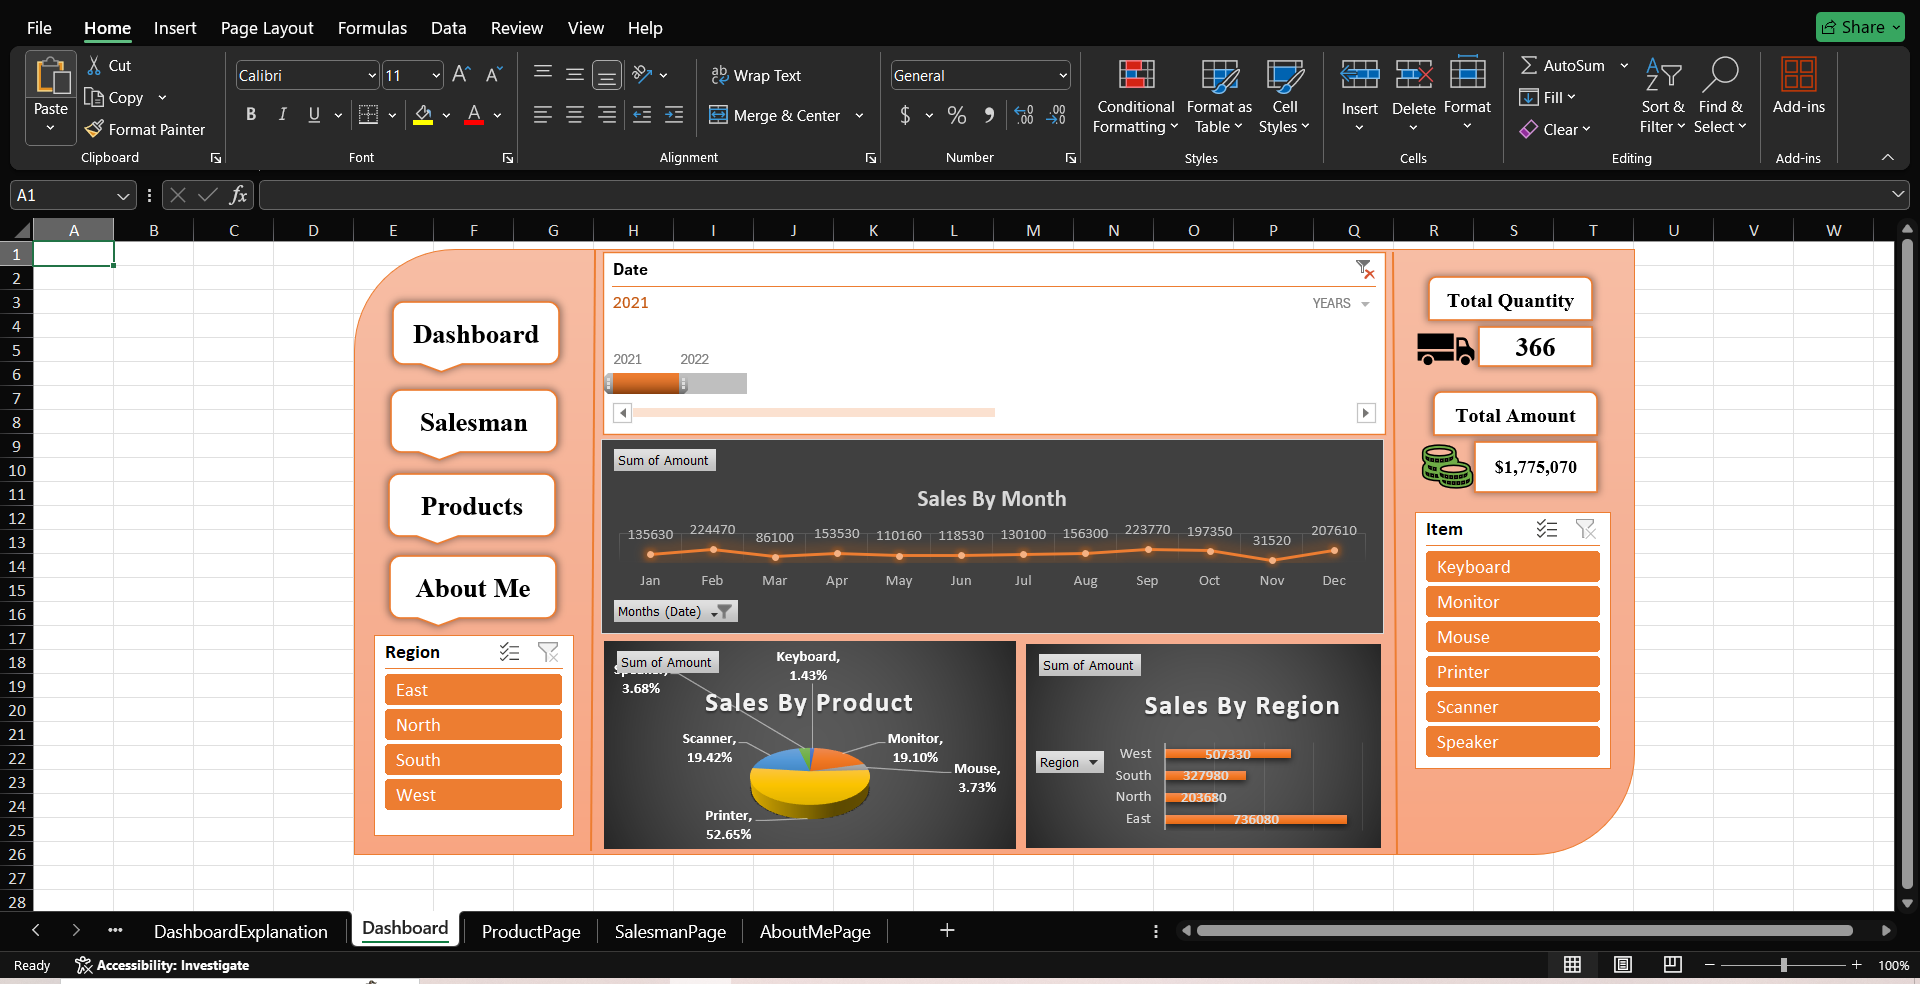 File Home Insert Page Layout Formulas Data Review View Help Share
Paste
Cut
Copy
Format Painter
Clipboard
Calibri 11
B I U A
Font
Wrap Text
Merge & Center
Alignment
General
$ % 9
Number
Conditional Formatting
Format as Table
Cell Styles
Styles
Insert Delete Format
Cells
AutoSum
Fill
Clear
Sort & Filter
Find & Select
Editing
Add-ins
Add-ins
A1 fx
A B C D E F G H I J K L M N O P Q R S T U V W
1
2
3
4
5
6
7
8
9
10
11
12
13
14
15
16
17
18
19
20
21
22
23
24
25
26
27
28
Dashboard
Salesman
Products
About Me
Region
East
North
South
West
Date
2021
YEARS
2021 2022
Sum of Amount
Sales By Month
135630 224470 86100 153530 110160 118530 130100 156300 223770 197350 31520 207610
Jan Feb Mar Apr May Jun Jul Aug Sep Oct Nov Dec
Months (Date)
Sum of Amount
Sales By Product
Keyboard,
1.43%
3.68%
Scanner,
19.42%
Monitor,
19.10%
Mouse,
3.73%
Printer,
52.65%
Sum of Amount
Sales By Region
Region
West 507330
South 327980
North 203680
East 736080
Total Quantity
366
Total Amount
$1,775,070
Item
Keyboard
Monitor
Mouse
Printer
Scanner
Speaker
DashboardExplanation Dashboard ProductPage SalesmanPage AboutMePage
Ready Accessibility: Investigate 100%